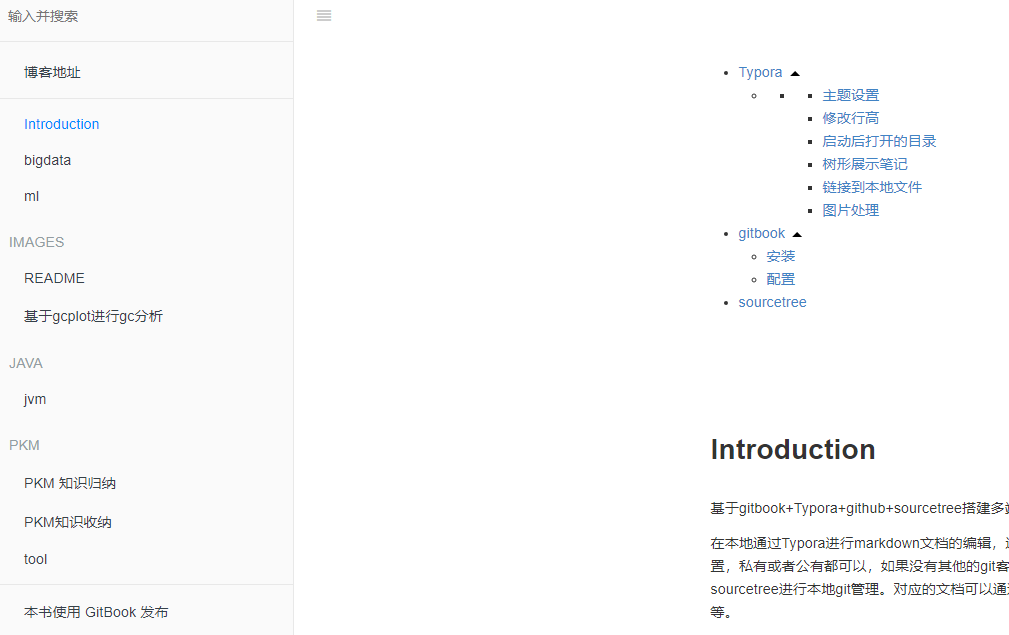 输入并搜索
博客地址
Introduction
bigdata
ml
IMAGES
README
基于gcplot进行gc分析
JAVA
jvm
PKM
PKM 知识归纳
PKM知识收纳
tool
本书使用 GitBook 发布
Typora
主题设置
修改行高
启动后打开的目录
树形展示笔记
链接到本地文件
图片处理
gitbook
安装
配置
sourcetree
Introduction
基于gitbook+Typora+github+sourcetree搭建多
在本地通过Typora进行markdown文档的编辑，
置，私有或者公有都可以，如果没有其他的git客
sourcetree进行本地git管理。对应的文档可以通
等。